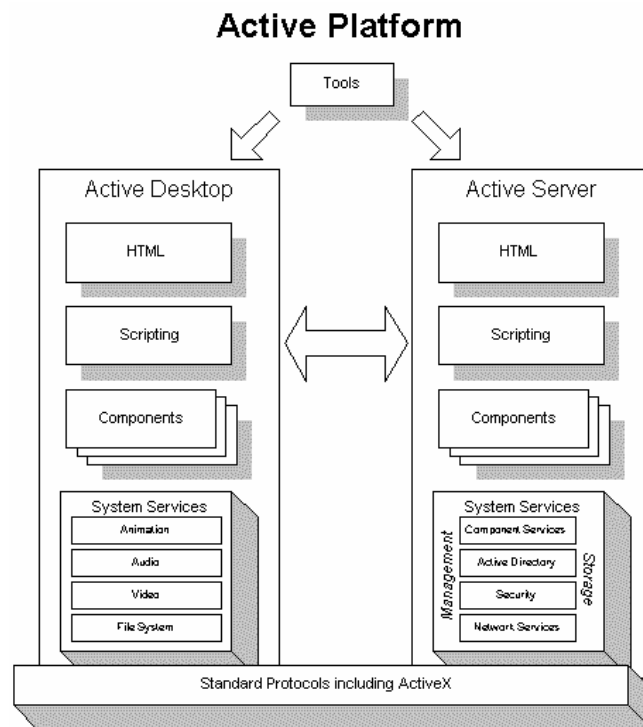 Active Platform
Tools
Active Desktop
HTML
Scripting
Components
System Services
Animation
Audio
Video
File System
Active Server
HTML
Scripting
Components
System Services
Management
Component Services
Active Directory
Security
Network Services
Storage
Standard Protocols including ActiveX